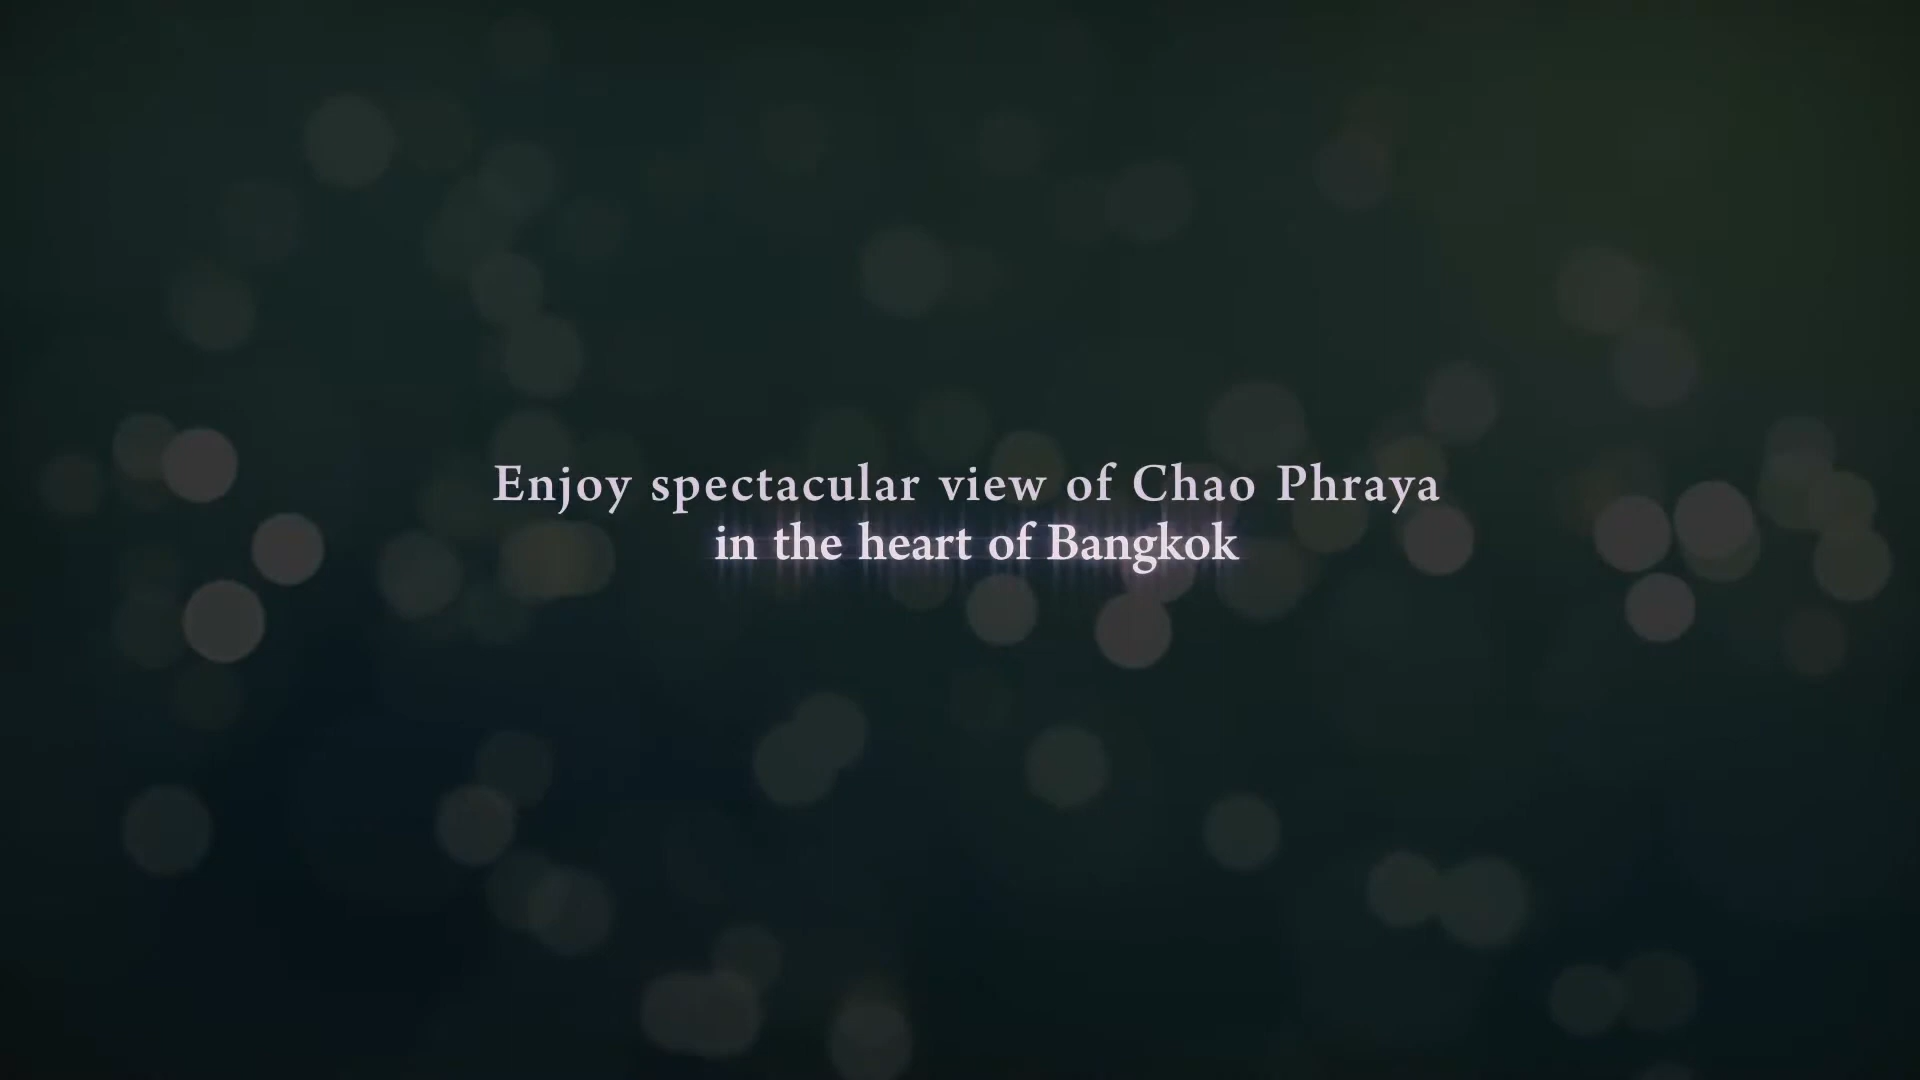 Enjoy spectacular view of Chao Phraya
in the heart of Bangkok